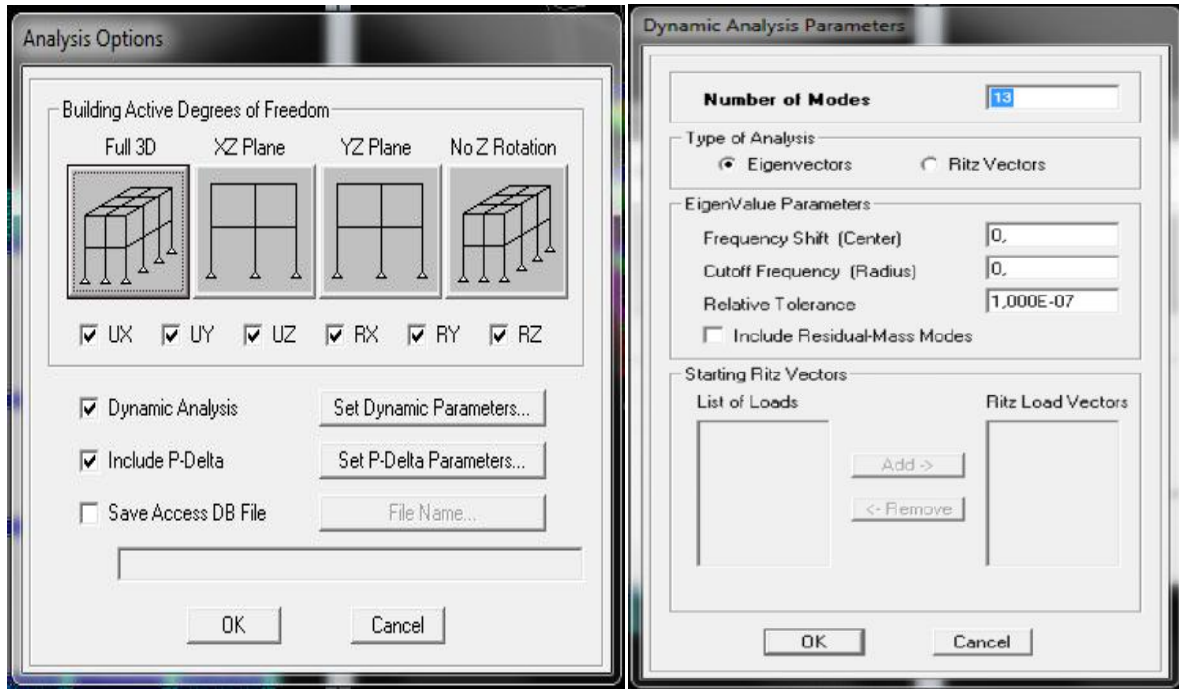 Analysis Options
Building Active Degrees of Freedom
Full 3D XZ Plane YZ Plane No Z Rotation
UX UY UZ RX RY RZ
Dynamic Analysis Set Dynamic Parameters...
Include P-Delta Set P-Delta Parameters...
Save Access DB File File Name...
OK Cancel
Dynamic Analysis Parameters
Number of Modes 13
Type of Analysis
Eigenvectors Ritz Vectors
EigenValue Parameters
Frequency Shift (Center) 0,
Cutoff Frequency (Radius) 0,
Relative Tolerance 1,000E-07
Include Residual-Mass Modes
Starting Ritz Vectors
List of Loads Ritz Load Vectors
Add ->
<- Remove
OK Cancel